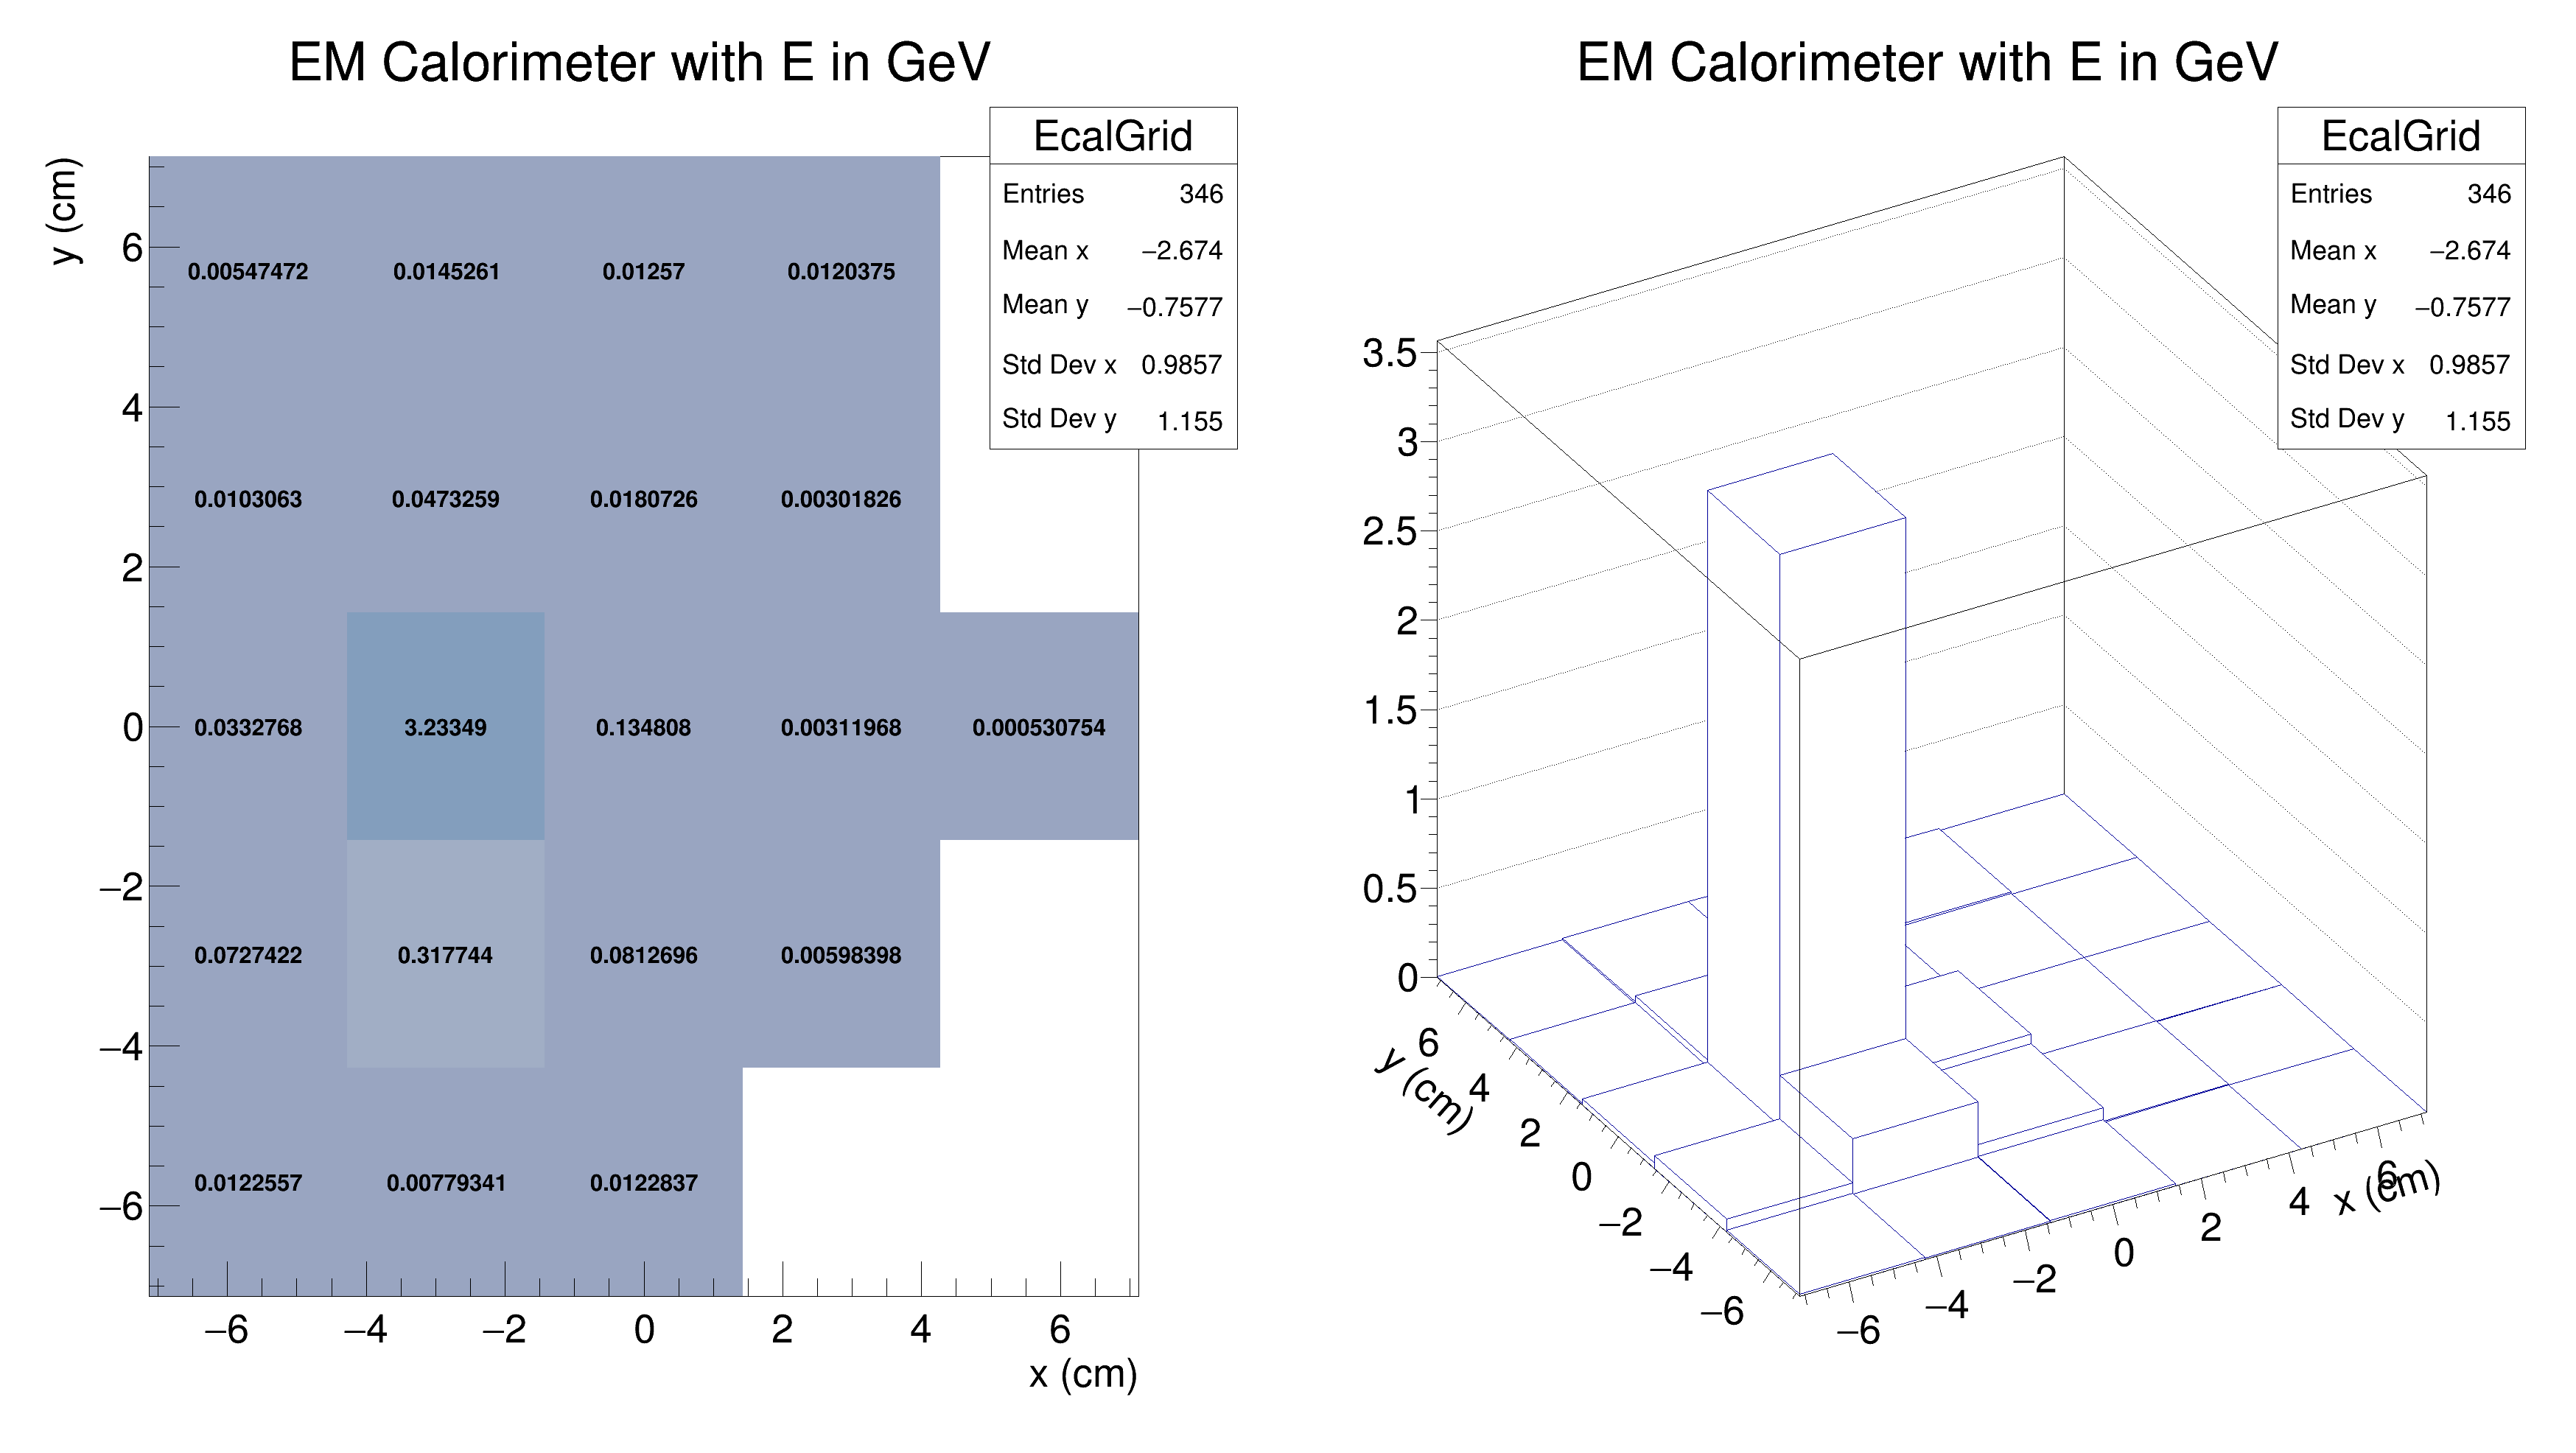 EM Calorimeter with E in GeV
EcalGrid
Entries 346
Mean x −2.674
Mean y −0.7577
Std Dev x 0.9857
Std Dev y 1.155
y (cm)
6
4
2
0
−2
−4
−6
0.00547472 0.0145261 0.01257 0.0120375
0.0103063 0.0473259 0.0180726 0.00301826
0.0332768 3.23349 0.134808 0.00311968 0.000530754
0.0727422 0.317744 0.0812696 0.00598398
0.0122557 0.00779341 0.0122837
−6 −4 −2 0 2 4 6
x (cm)
EM Calorimeter with E in GeV
EcalGrid
Entries 346
Mean x −2.674
Mean y −0.7577
Std Dev x 0.9857
Std Dev y 1.155
3.5
3
2.5
2
1.5
1
0.5
0
y (cm)
6
4
2
0
−2
−4
−6
−6
−4
−2
0
2
4
6
x (cm)